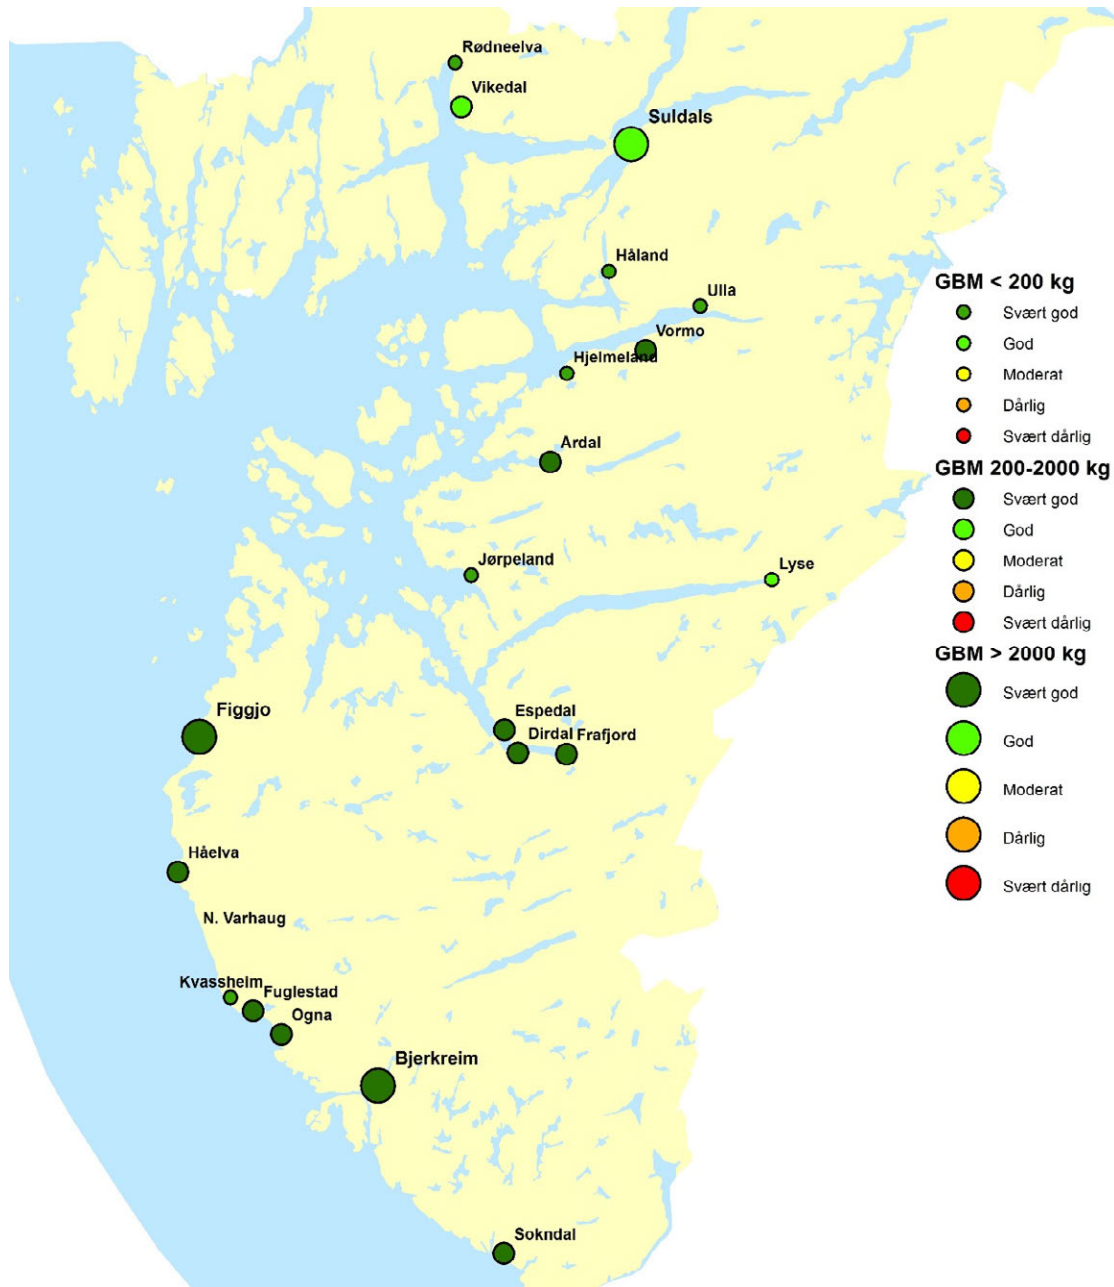 Rødneelva
Vikedal
Suldals
Håland
Ulla
Vormo
Hjelmeland
Årdal
Jørpeland
Lyse
Figgjo
Espedal
Dirdal
Frafjord
Håelva
N. Varhaug
Kvassheim
Fuglestad
Ogna
Bjerkreim
Sokndal
GBM < 200 kg
Svært god
God
Moderat
Dårlig
Svært dårlig
GBM 200-2000 kg
Svært god
God
Moderat
Dårlig
Svært dårlig
GBM > 2000 kg
Svært god
God
Moderat
Dårlig
Svært dårlig